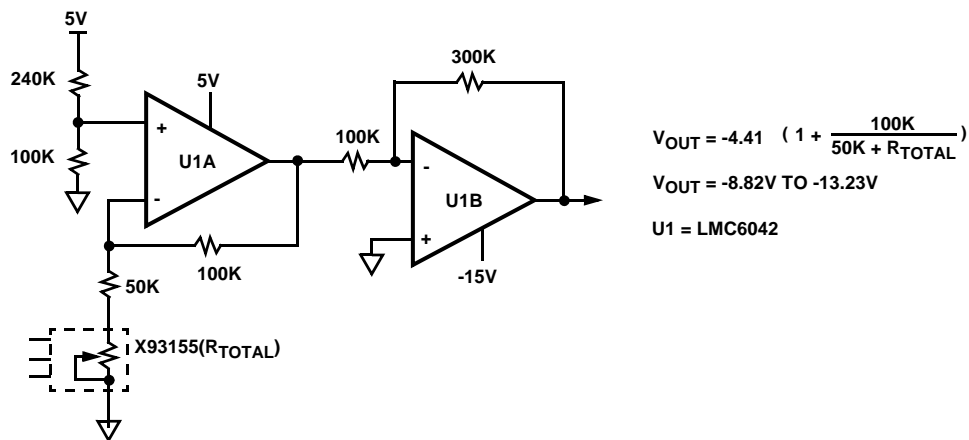 5V
240K
100K
+
-
U1A
5V
100K
50K
X93155(RTOTAL)
100K
300K
-
+
U1B
-15V
VOUT = -4.41 ( 1 + 100K / 50K + RTOTAL )
VOUT = -8.82V TO -13.23V
U1 = LMC6042